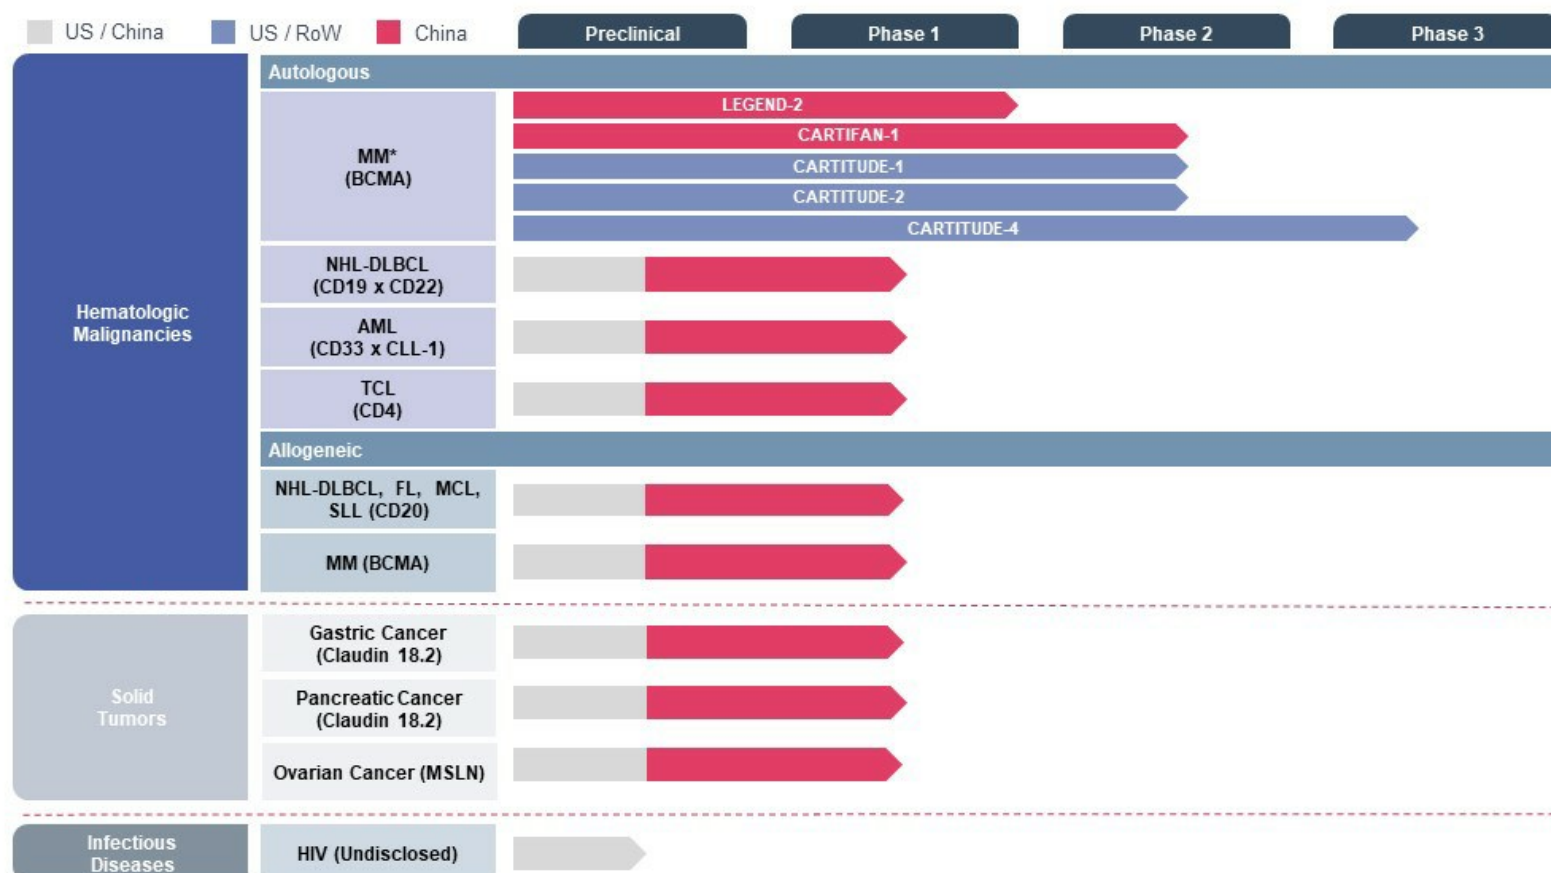 US / China
US / RoW
China
Preclinical
Phase 1
Phase 2
Phase 3
Hematologic
Malignancies
Autologous
MM*
(BCMA)
LEGEND-2
CARTIFAN-1
CARTITUDE-1
CARTITUDE-2
CARTITUDE-4
NHL-DLBCL
(CD19 x CD22)
AML
(CD33 x CLL-1)
TCL
(CD4)
Allogeneic
NHL-DLBCL, FL, MCL,
SLL (CD20)
MM (BCMA)
Solid
Tumors
Gastric Cancer
(Claudin 18.2)
Pancreatic Cancer
(Claudin 18.2)
Ovarian Cancer (MSLN)
Infectious
Diseases
HIV (Undisclosed)